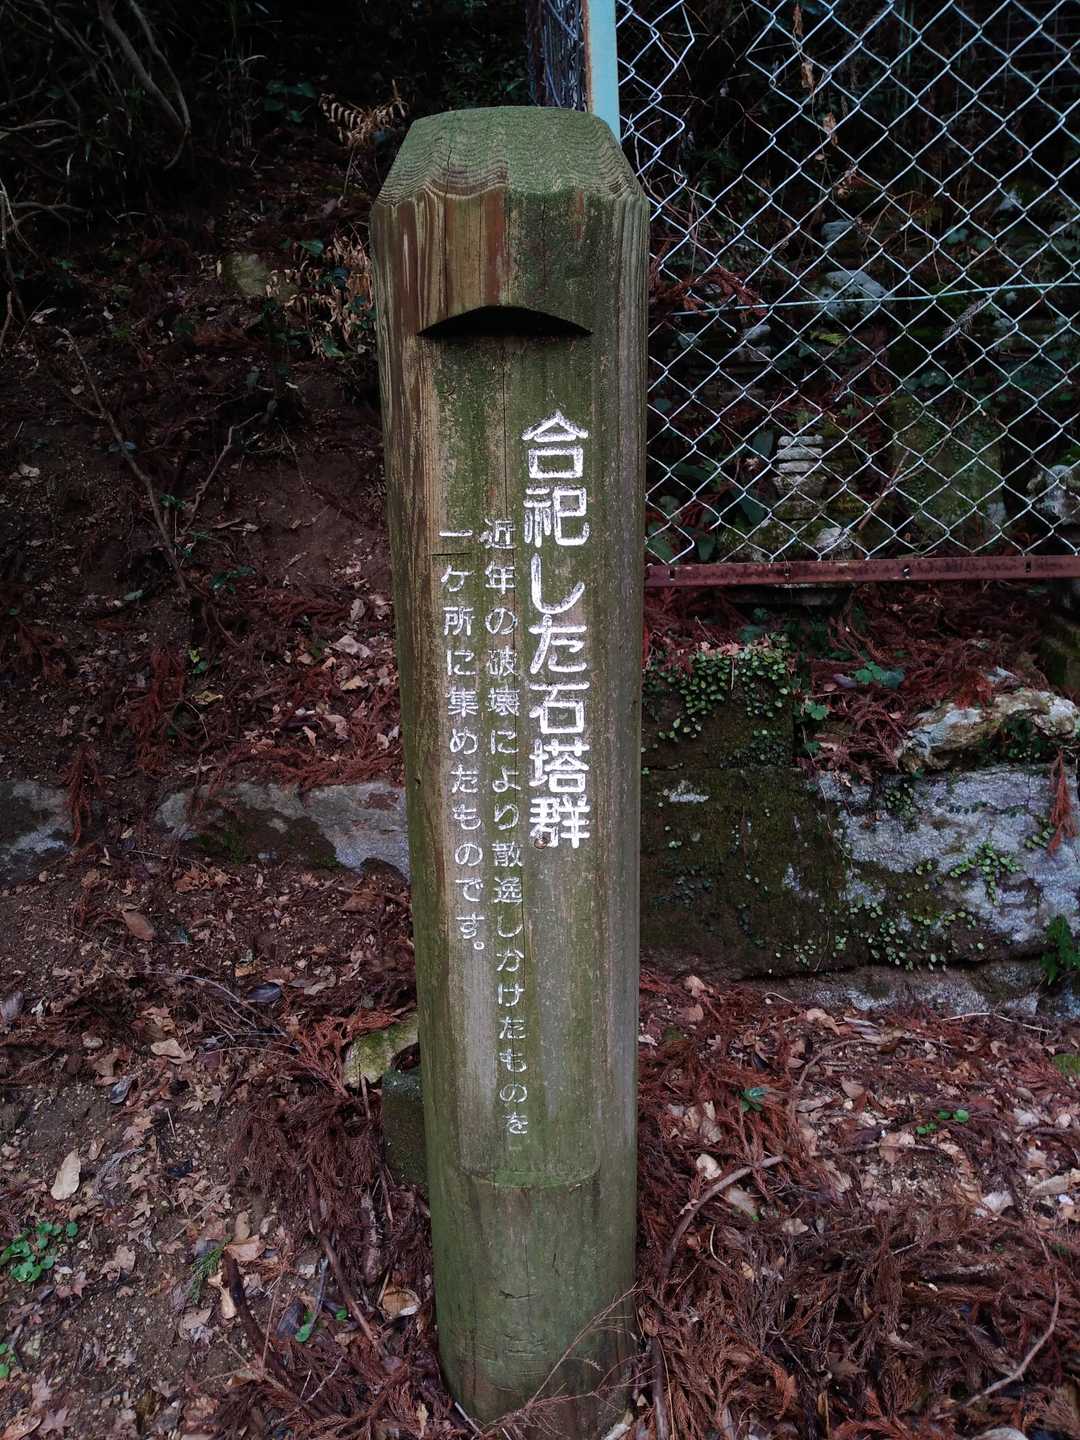 合祀した石塔群
近年の破壊により散逸しかけたものを
一ケ所に集めたものです。